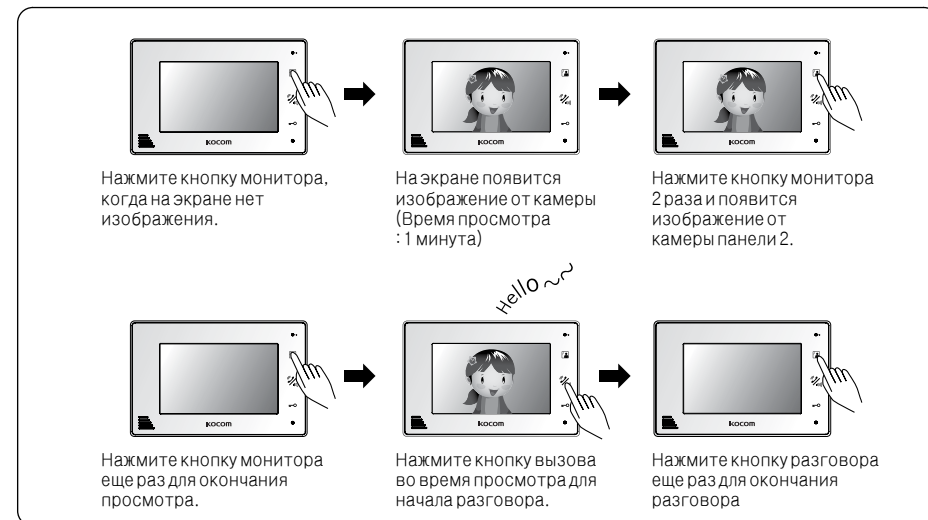 KOCOM
KOCOM
KOCOM
Нажмите кнопку монитора,
когда на экране нет
изображения.
На экране появится
изображение от камеры
(Время просмотра
: 1 минута)
Нажмите кнопку монитора
2 раза и появится
изображение от
камеры панели 2.
Hello~~
KOCOM
KOCOM
KOCOM
Нажмите кнопку монитора
еще раз для окончания
просмотра.
Нажмите кнопку вызова
во время просмотра для
начала разговора.
Нажмите кнопку разговора
еще раз для окончания
разговора